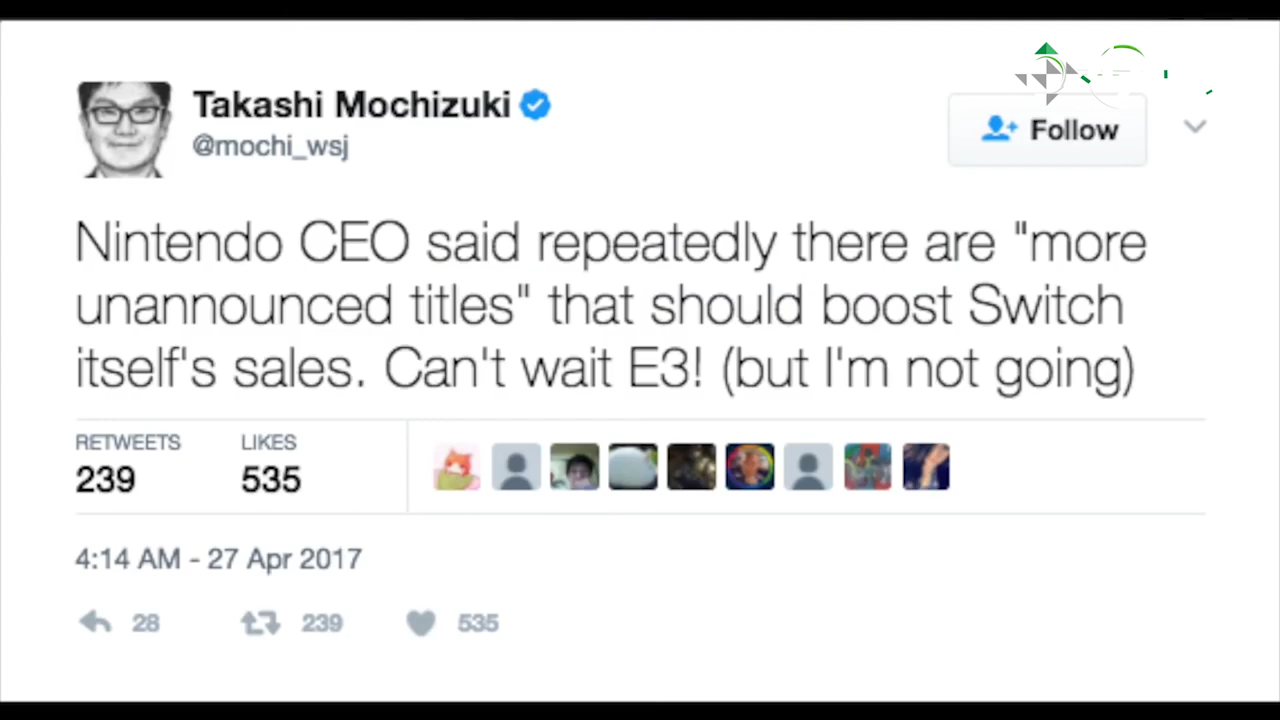 Takashi Mochizuki
@mochi_wsj
Follow
Nintendo CEO said repeatedly there are "more
unannounced titles" that should boost Switch
itself's sales. Can't wait E3! (but I'm not going)
RETWEETS LIKES
239 535
4:14 AM - 27 Apr 2017
28 239 535